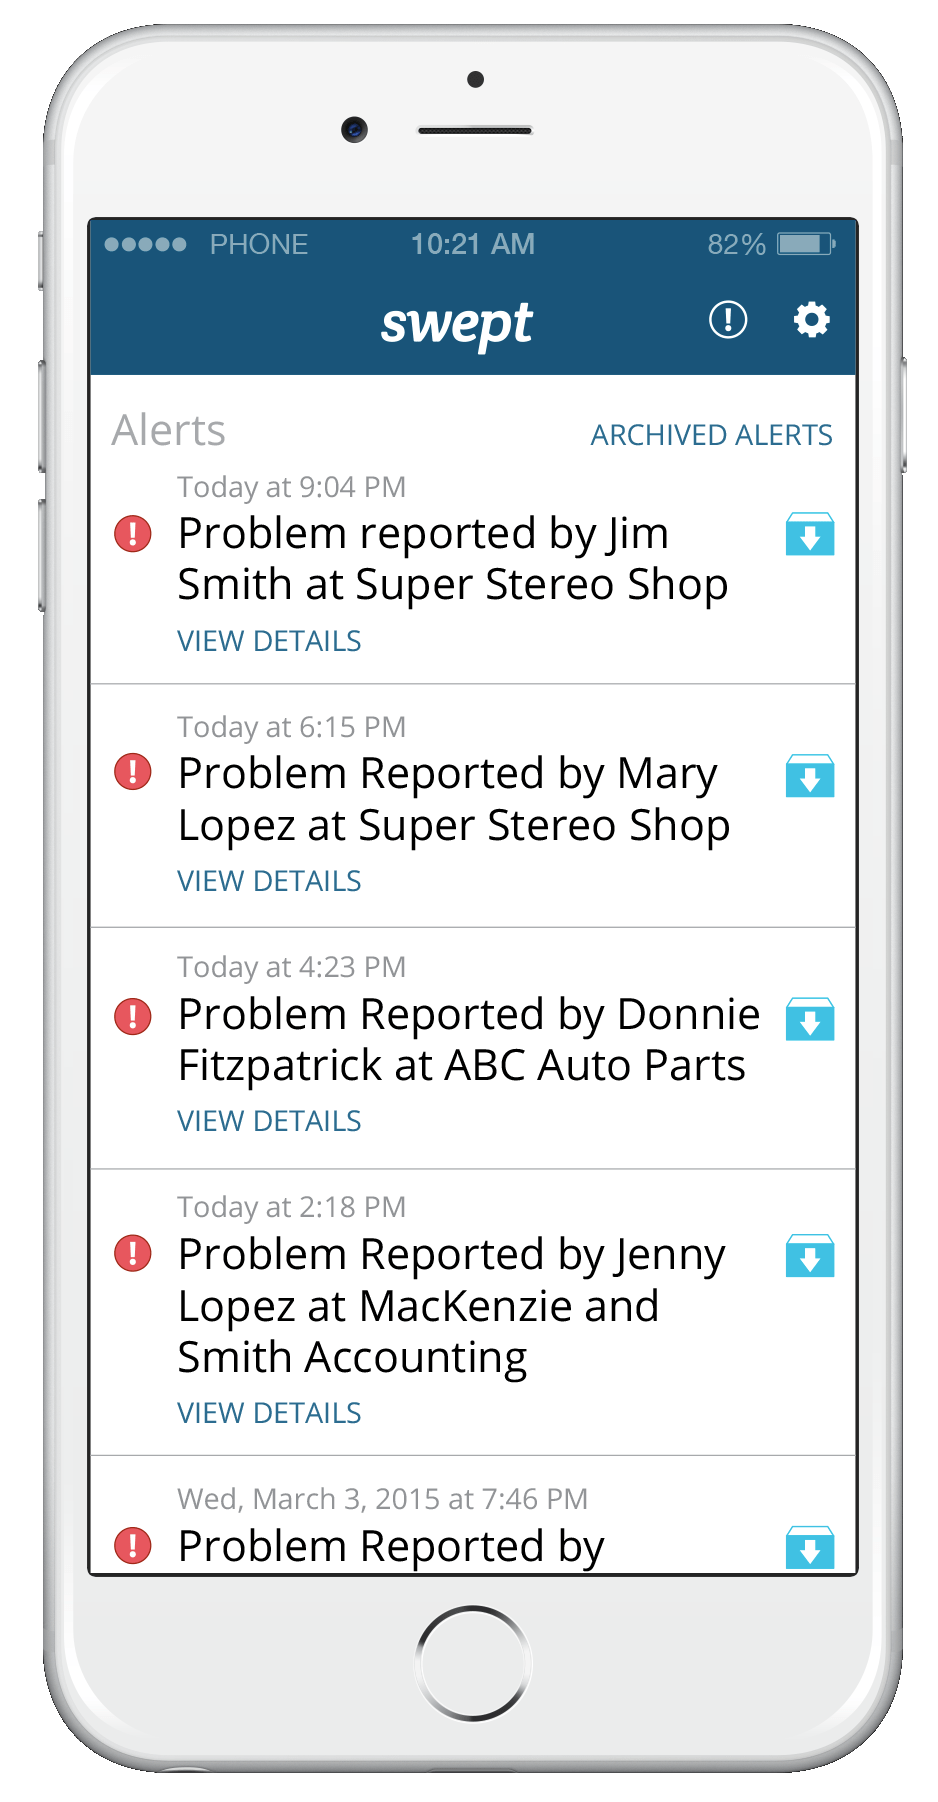 PHONE 10:21 AM 82%
swept
Alerts ARCHIVED ALERTS
Today at 9:04 PM
Problem reported by Jim
Smith at Super Stereo Shop
VIEW DETAILS
Today at 6:15 PM
Problem Reported by Mary
Lopez at Super Stereo Shop
VIEW DETAILS
Today at 4:23 PM
Problem Reported by Donnie
Fitzpatrick at ABC Auto Parts
VIEW DETAILS
Today at 2:18 PM
Problem Reported by Jenny
Lopez at MacKenzie and
Smith Accounting
VIEW DETAILS
Wed, March 3, 2015 at 7:46 PM
Problem Reported by